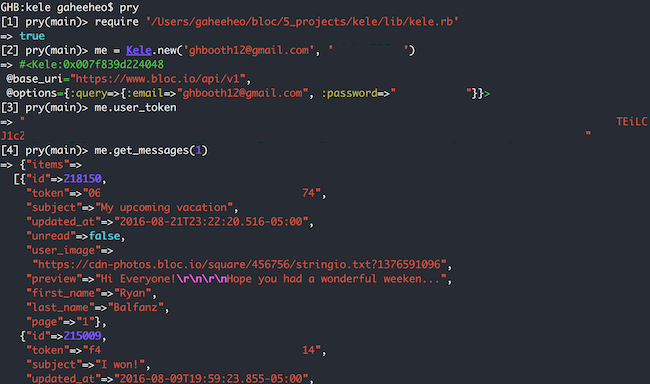 GHB:kele gaheeheo$ pry
[1] pry(main)> require '/Users/gaheeheo/bloc/5_projects/kele/lib/kele.rb'
=> true
[2] pry(main)> me = Kele.new('ghbooth12@gmail.com', ' ')
=> #<Kele:0x007f839d224048
@base_uri="https://www.bloc.io/api/v1",
@options={:query=>{:email=>"ghbooth12@gmail.com", :password=>" "}}>
[3] pry(main)> me.user_token
=> " TEiLC
J1c2 "
[4] pry(main)> me.get_messages(1)
=> {"items"=>
[{"id"=>218150,
"token"=>"06 74",
"subject"=>"My upcoming vacation",
"updated_at"=>"2016-08-21T23:22:20.516-05:00",
"unread"=>false,
"user_image"=>
"https://cdn-photos.bloc.io/square/456756/stringio.txt?1376591096",
"preview"=>"Hi Everyone!\r\n\r\nHope you had a wonderful weeken...",
"first_name"=>"Ryan",
"last_name"=>"Balfanz",
"page"=>"1"},
{"id"=>215009,
"token"=>"f4 14",
"subject"=>"I won!",
"updated_at"=>"2016-08-09T19:59:23.855-05:00",